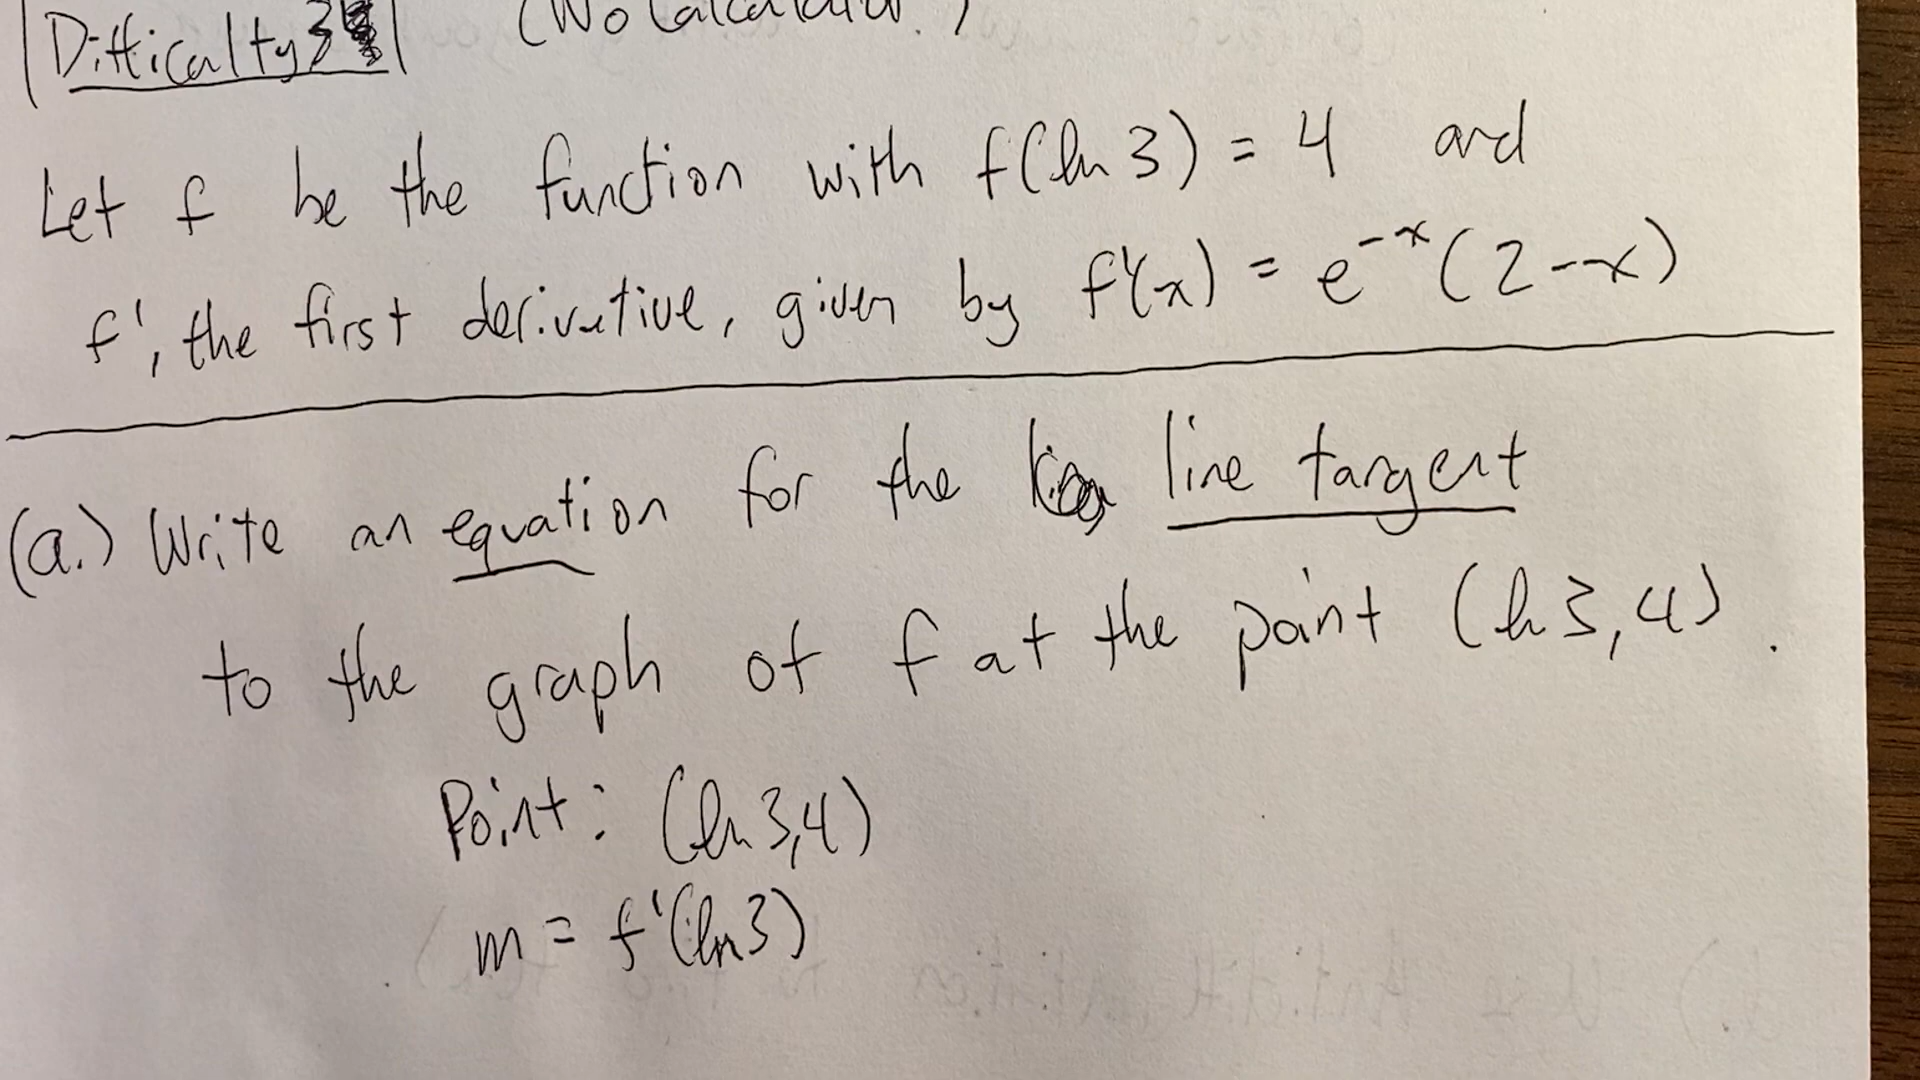 Difficulty 3
(No Calculator.)
Let f be the function with f(ln 3) = 4 and
f', the first derivative, given by f'(x) = e^{-x}(2-x)
(a.) Write an equation for the line tangent
to the graph of f at the point (ln 3, 4).
Point: (ln 3,4)
m = f'(ln 3)